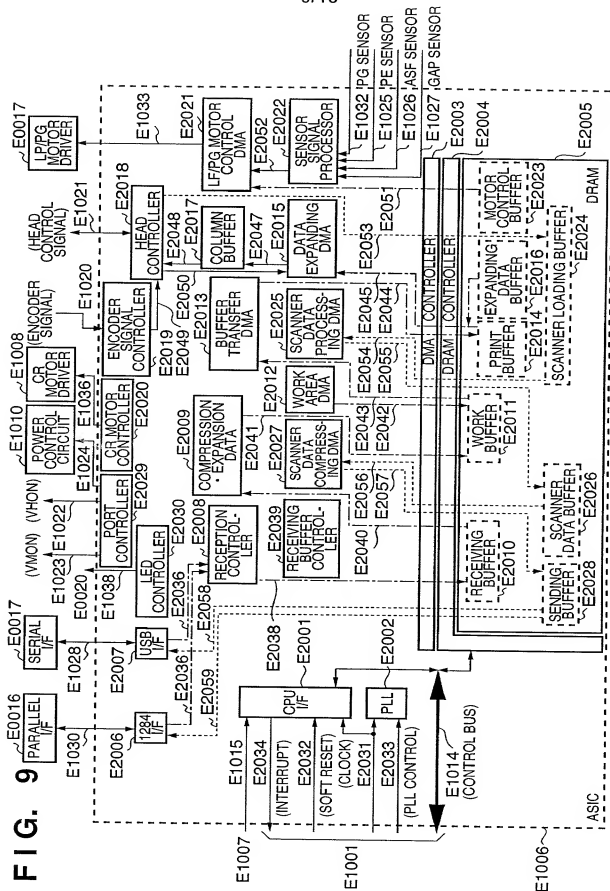 FIG. 9
E0016
PARALLEL I/F
E1030
E2006
1284 I/F
E0017
SERIAL I/F
E1028
E2007
USB I/F
E2036
E2058
E2036
E2059
(VMON)
E1023
(VHON)
E1022
E0020
E1038
PORT CONTROLLER
E2029
LED CONTROLLER
E2030
E1010
POWER CONTROL CIRCUIT
E1024
E1008
CR MOTOR DRIVER
E1036
CR MOTOR CONTROLLER
E2020
(ENCODER SIGNAL)
E1020
ENCODER SIGNAL CONTROLLER
E2019
E2049
E2050
(HEAD CONTROL SIGNAL)
E1021
HEAD CONTROLLER
E2018
E2048
E0017
LP/PG MOTOR DRIVER
E1033
LF/PG MOTOR CONTROL DMA
E2021
E2052
SENSOR SIGNAL PROCESSOR
E2022
E1032 PG SENSOR
E1025 PE SENSOR
E1026 ASF SENSOR
E1027 GAP SENSOR
COLUMN BUFFER
E2017
E2047
DATA EXPANDING DMA
E2015
E2053
E2051
BUFFER TRANSFER DMA
E2013
SCANNER DATA PROCESSING DMA
E2025
E2045
E2044
E2054
E2055
WORK AREA DMA
E2012
E2043
E2042
COMPRESSION · EXPANSION DATA
E2009
E2041
SCANNER DATA COMPRESSING DMA
E2027
E2056
E2057
RECEPTION CONTROLLER
E2008
RECEIVING BUFFER CONTROLLER
E2039
E2040
E2038
CPU I/F
E2001
PLL
E2002
E1007
E1015
E2034
(INTERRUPT)
E2032
(SOFT RESET)
(CLOCK)
E2031
E2033
(PLL CONTROL)
E1001
E1014
(CONTROL BUS)
DMA CONTROLLER
E2003
DRAM CONTROLLER
E2004
E1027
E2005
DRAM
RECEIVING BUFFER
E2010
WORK BUFFER
E2011
PRINT BUFFER
E2014
EXPANDING DATA BUFFER
E2016
MOTOR CONTROL BUFFER
E2023
E2024
SCANNER LOADING BUFFER
SCANNER DATA BUFFER
E2026
SENDING BUFFER
E2028
ASIC
E1006